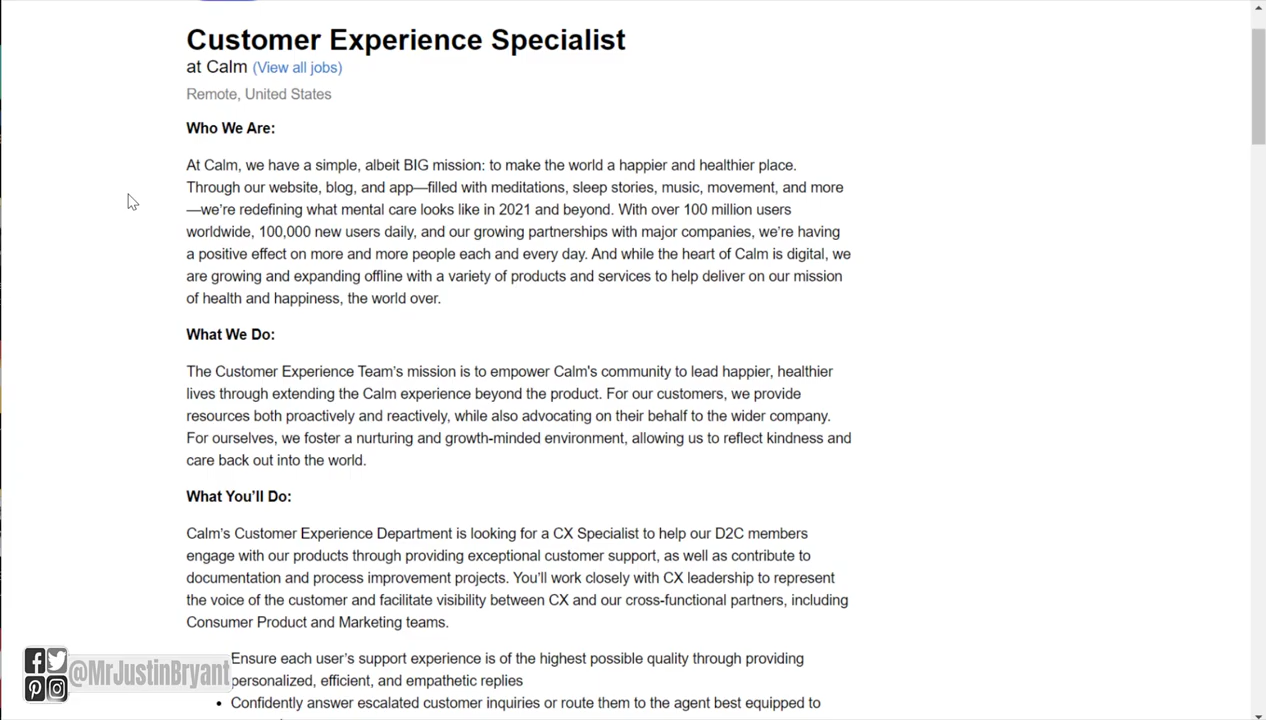 Customer Experience Specialist
at Calm (View all jobs)
Remote, United States
Who We Are:
At Calm, we have a simple, albeit BIG mission: to make the world a happier and healthier place.
Through our website, blog, and app—filled with meditations, sleep stories, music, movement, and more
—we’re redefining what mental care looks like in 2021 and beyond. With over 100 million users
worldwide, 100,000 new users daily, and our growing partnerships with major companies, we’re having
a positive effect on more and more people each and every day. And while the heart of Calm is digital, we
are growing and expanding offline with a variety of products and services to help deliver on our mission
of health and happiness, the world over.
What We Do:
The Customer Experience Team’s mission is to empower Calm's community to lead happier, healthier
lives through extending the Calm experience beyond the product. For our customers, we provide
resources both proactively and reactively, while also advocating on their behalf to the wider company.
For ourselves, we foster a nurturing and growth-minded environment, allowing us to reflect kindness and
care back out into the world.
What You’ll Do:
Calm’s Customer Experience Department is looking for a CX Specialist to help our D2C members
engage with our products through providing exceptional customer support, as well as contribute to
documentation and process improvement projects. You’ll work closely with CX leadership to represent
the voice of the customer and facilitate visibility between CX and our cross-functional partners, including
Consumer Product and Marketing teams.
Ensure each user’s support experience is of the highest possible quality through providing
personalized, efficient, and empathetic replies
• Confidently answer escalated customer inquiries or route them to the agent best equipped to
@MrJustinBryant